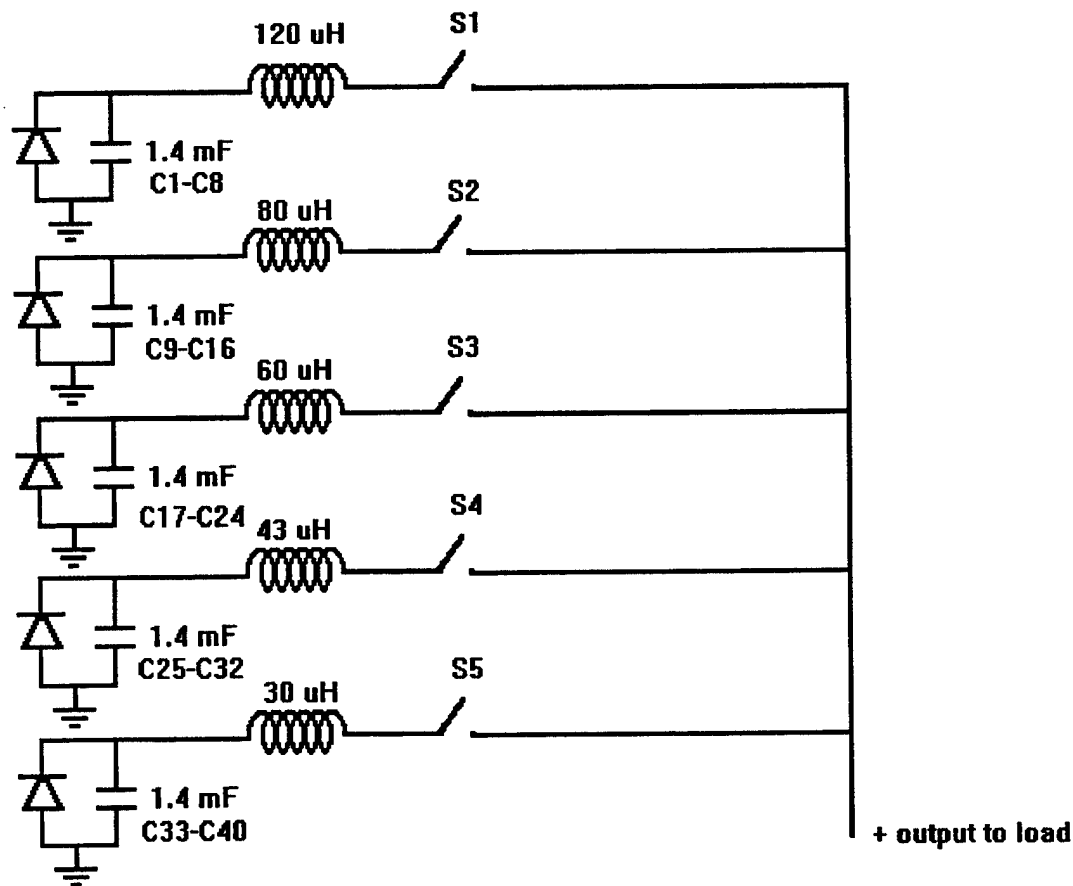 120 uH
S1
1.4 mF
C1-C8
80 uH
S2
1.4 mF
C9-C16
60 uH
S3
1.4 mF
C17-C24
43 uH
S4
1.4 mF
C25-C32
30 uH
S5
1.4 mF
C33-C40
+ output to load